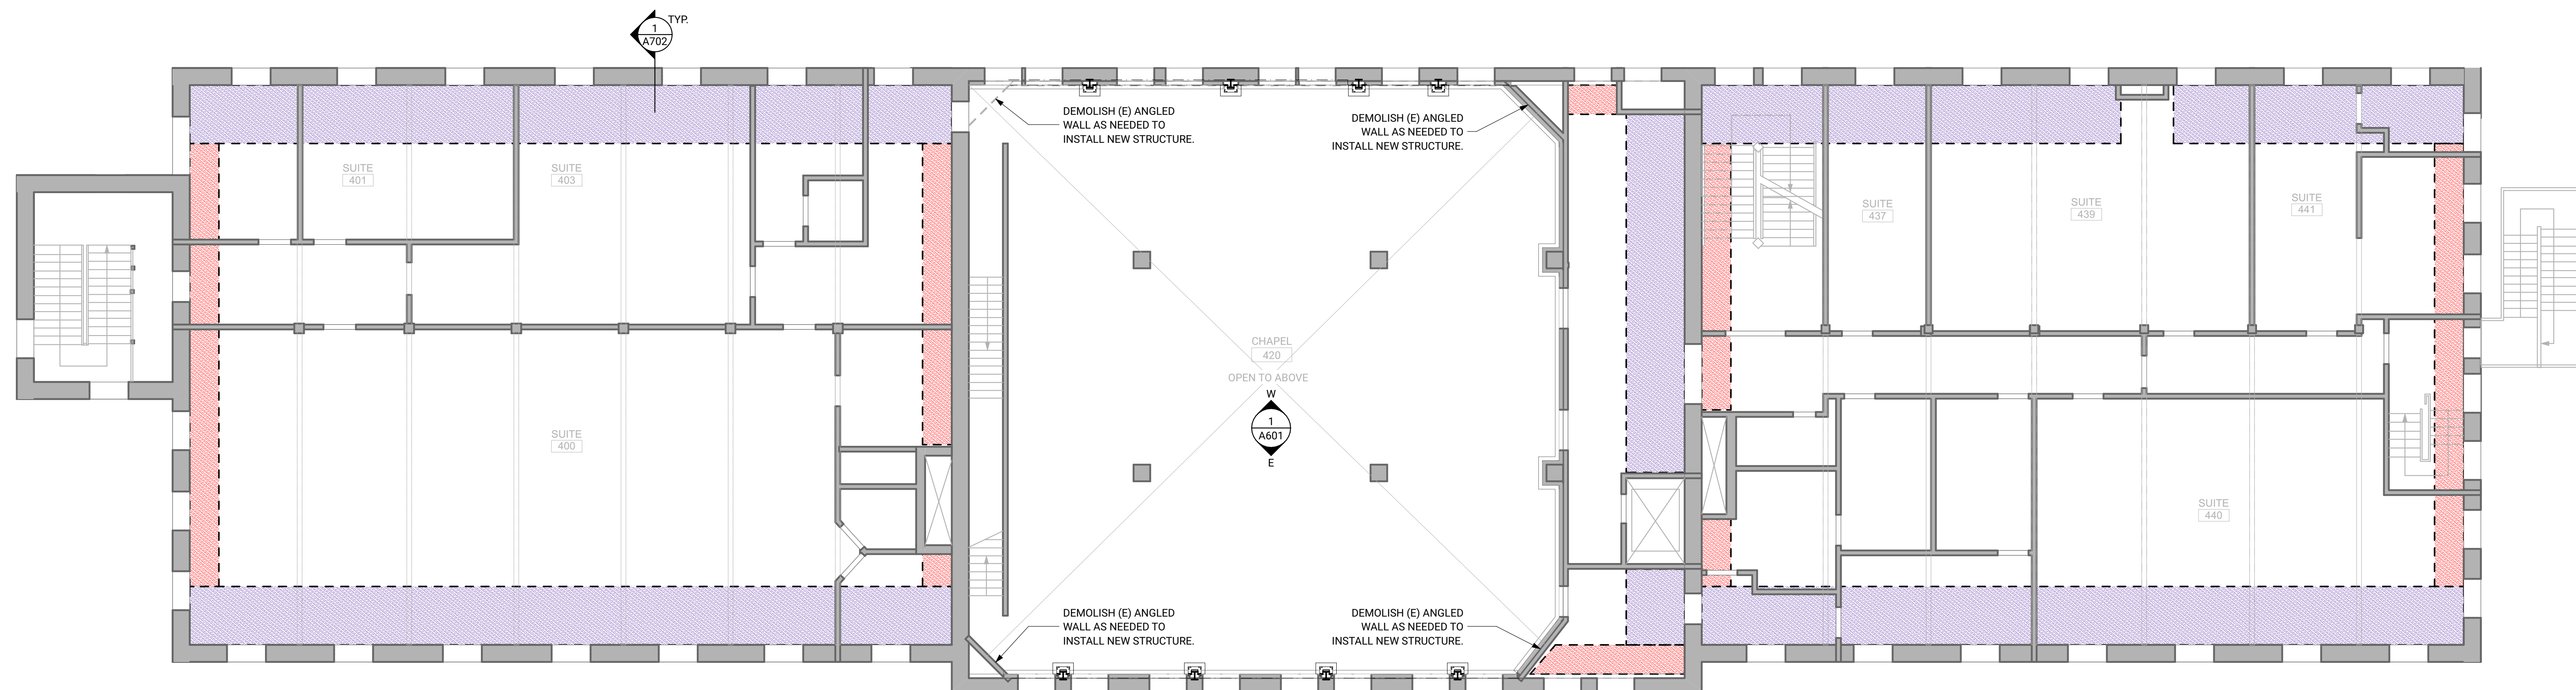 1
TYP.
A702
DEMOLISH (E) ANGLED
WALL AS NEEDED TO
INSTALL NEW STRUCTURE.
DEMOLISH (E) ANGLED
WALL AS NEEDED TO
INSTALL NEW STRUCTURE.
SUITE
401
SUITE
403
SUITE
437
SUITE
439
SUITE
441
CHAPEL
420
OPEN TO ABOVE
W
1
A601
E
SUITE
400
SUITE
440
DEMOLISH (E) ANGLED
WALL AS NEEDED TO
INSTALL NEW STRUCTURE.
DEMOLISH (E) ANGLED
WALL AS NEEDED TO
INSTALL NEW STRUCTURE.